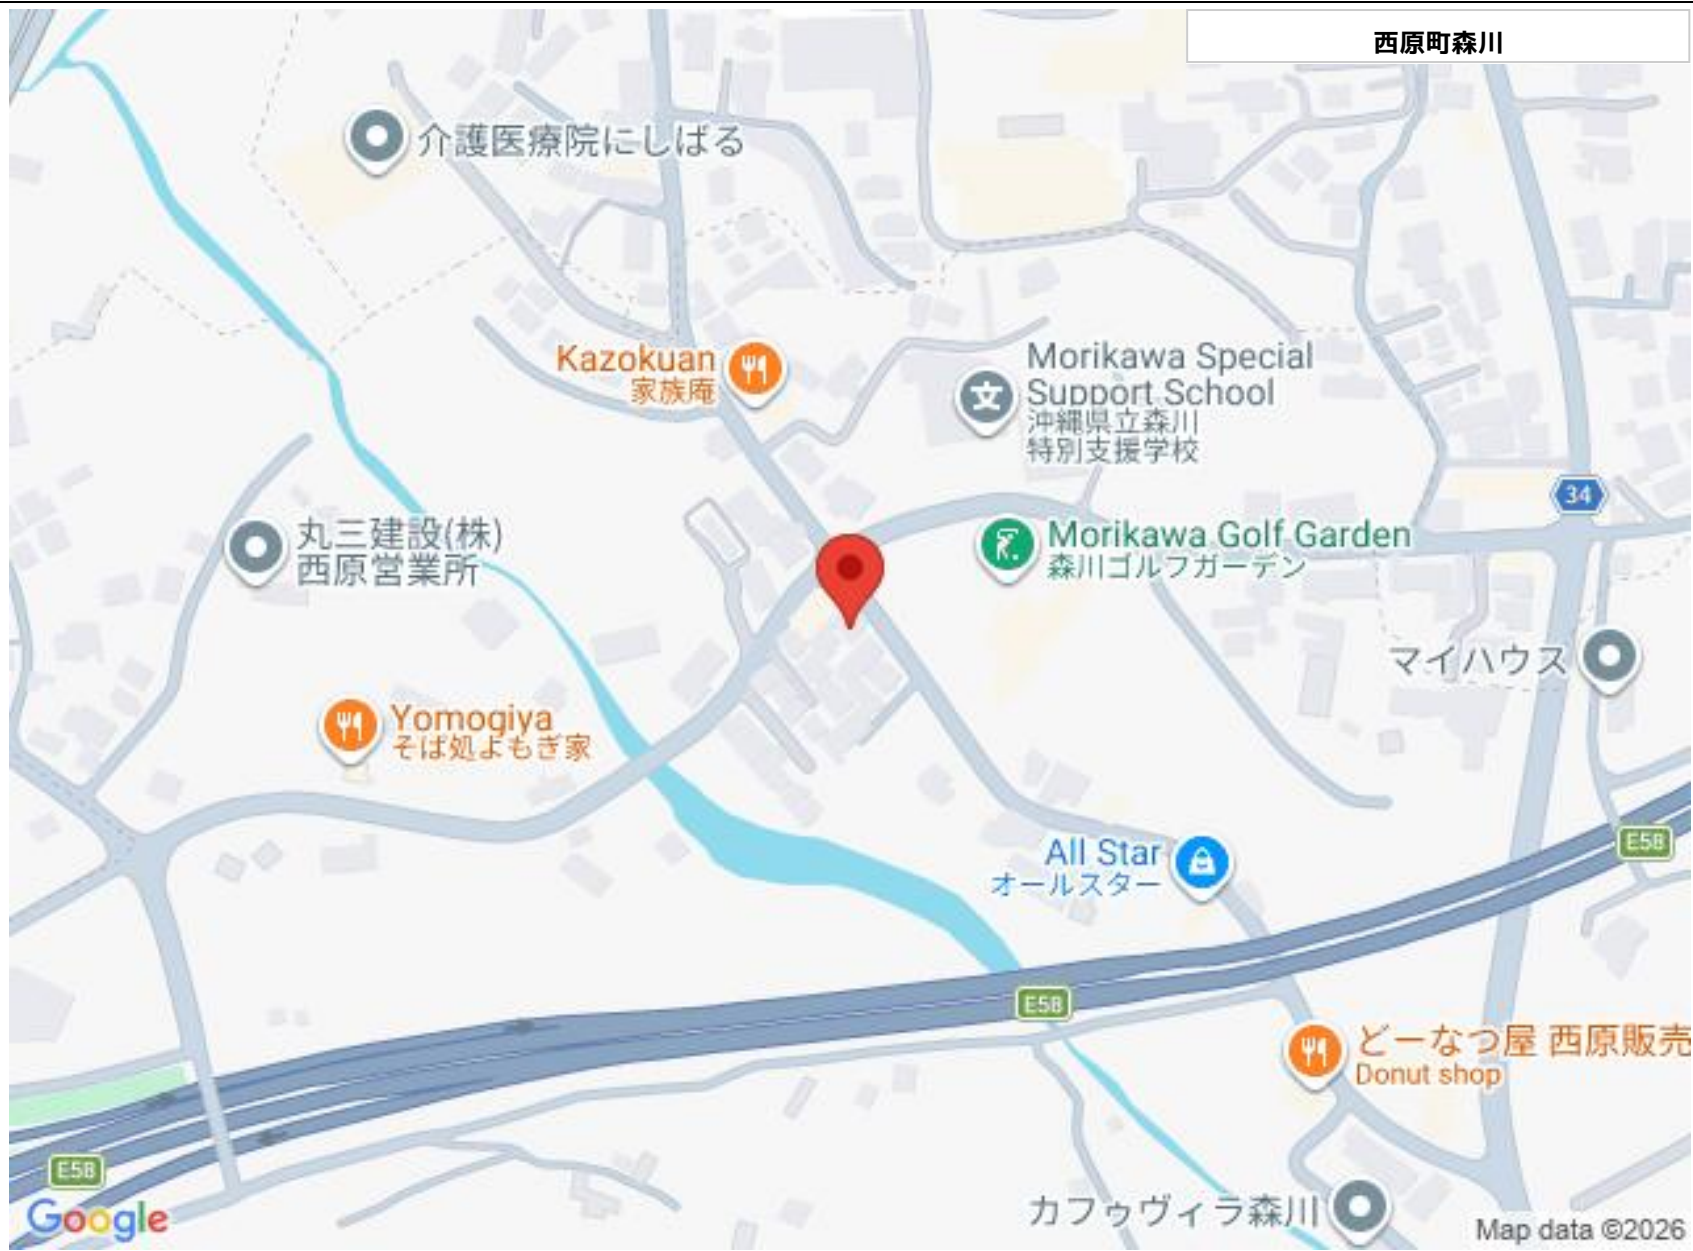 西原町森川
介護医療院にしばる
Kazokuan
家族庵
Morikawa Special
Support School
沖縄県立森川
特別支援学校
34
丸三建設(株)
西原営業所
Morikawa Golf Garden
森川ゴルフガーデン
マイハウス
Yomogiya
そば処よもぎ家
All Star
オールスター
E58
E58
どーなつ屋 西原販売
Donut shop
E58
カフゥヴィラ森川
Google
Map data ©2026